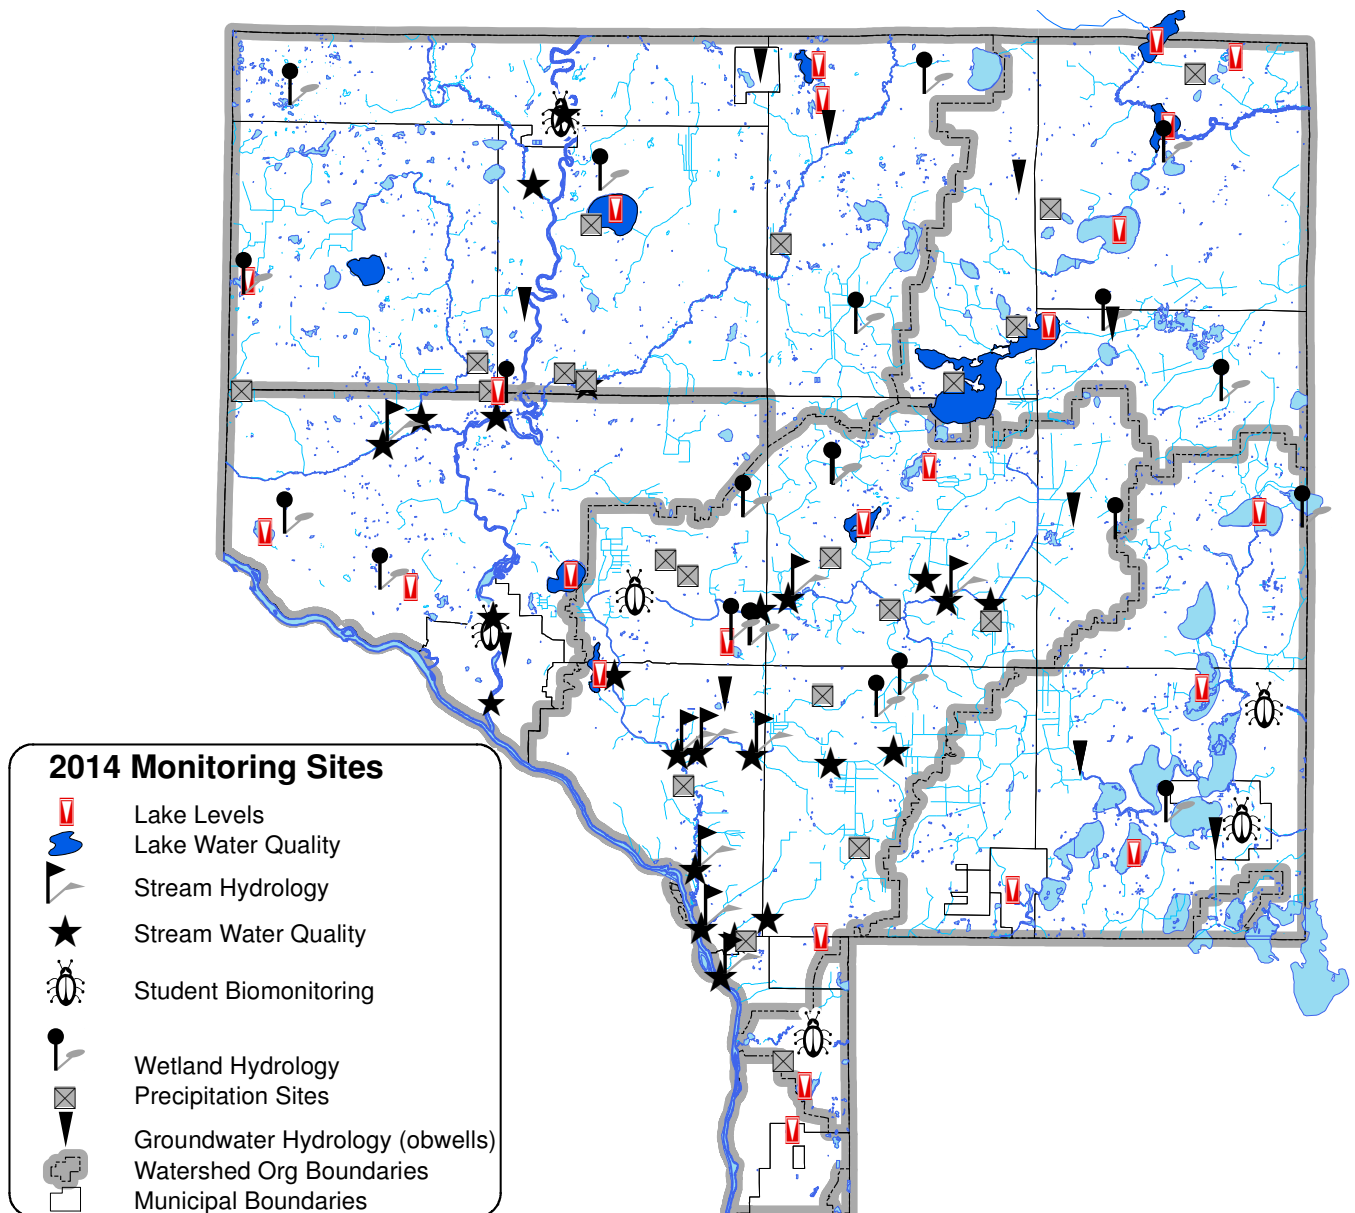 2014 Monitoring Sites
Lake Levels
Lake Water Quality
Stream Hydrology
Stream Water Quality
Student Biomonitoring
Wetland Hydrology
Precipitation Sites
Groundwater Hydrology (obwells)
Watershed Org Boundaries
Municipal Boundaries